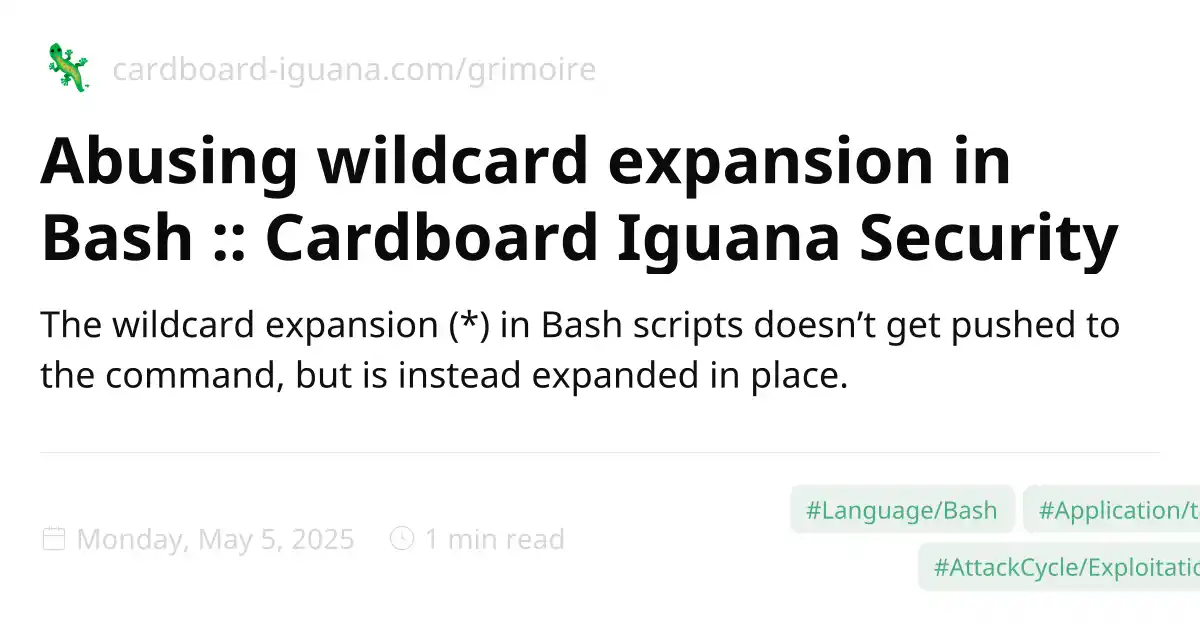 cardboard-iguana.com/grimoire
Abusing wildcard expansion in
Bash :: Cardboard Iguana Security
The wildcard expansion (*) in Bash scripts doesn’t get pushed to
the command, but is instead expanded in place.
#Language/Bash #Application/t
Monday, May 5, 2025 1 min read
#AttackCycle/Exploitatio